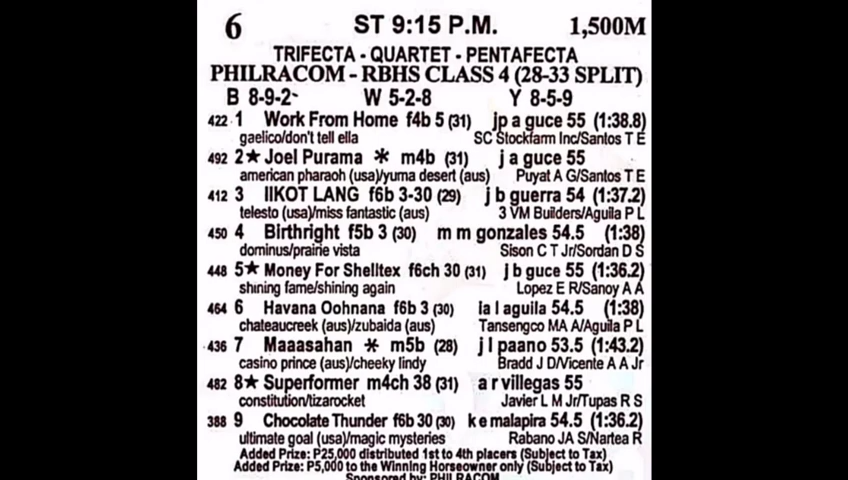 6 ST 9:15 P.M. 1,500M
TRIFECTA - QUARTET - PENTAFECTA
PHILRACOM - RBHS CLASS 4 (28-33 SPLIT)
B 8-9-2 W 5-2-8 Y 8-5-9
422 1 Work From Home f4b 5 (31) jp a guce 55 (1:38.8)
gaelico/don't tell ella SC Stockfarm Inc/Santos T E
492 2★ Joel Purama * m4b (31) j a guce 55
american pharaoh (usa)/yuma desert (aus) Puyat A G/Santos T E
412 3 IIKOT LANG f6b 3-30 (29) j b guerra 54 (1:37.2)
telesto (usa)/miss fantastic (aus) 3 VM Builders/Aguila P L
450 4 Birthright f5b 3 (30) m m gonzales 54.5 (1:38)
dominus/prairie vista Sison C T Jr/Sordan D S
448 5★ Money For Shelltex f6ch 30 (31) j b guce 55 (1:36.2)
shining fame/shining again Lopez E R/Sanoy A A
464 6 Havana Oohnana f6b 3 (30) ia l aguila 54.5 (1:38)
chateaucreek (aus)/zubaida (aus) Tansengco MA A/Aguila P L
436 7 Maaasahan * m5b (28) j l paano 53.5 (1:43.2)
casino prince (aus)/cheeky lindy Bradd J D/Vicente A A Jr
482 8★ Superformer m4ch 38 (31) a r villegas 55
constitution/tizarocket Javier L M Jr/Tupas R S
388 9 Chocolate Thunder f6b 30 (30) k e malapira 54.5 (1:36.2)
ultimate goal (usa)/magic mysteries Rabano JA S/Nartea R
Added Prize: P25,000 distributed 1st to 4th placers (Subject to Tax)
Added Prize: P5,000 to the Winning Horseowner only (Subject to Tax)
Sponsored by: PHILRACOM